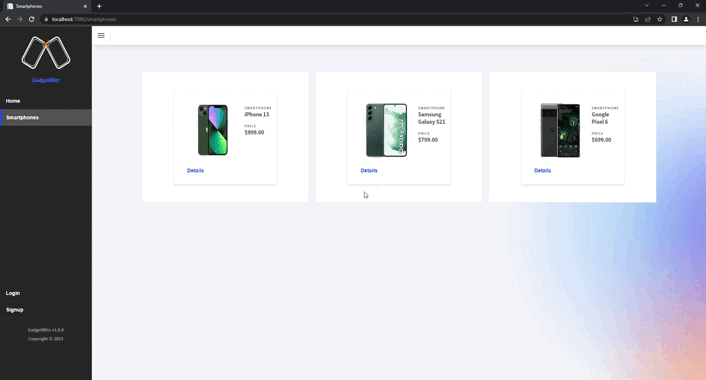 Smartphones
localhost:7086/smartphones
GadgetBlitz
Home
Smartphones
Login
Signup
GadgetBlitz v1.0.0
Copyright © 2023
SMARTPHONE
iPhone 13
PRICE
$999.00
Details
SMARTPHONE
Samsung
Galaxy S21
PRICE
$799.00
Details
SMARTPHONE
Google
Pixel 6
PRICE
$699.00
Details